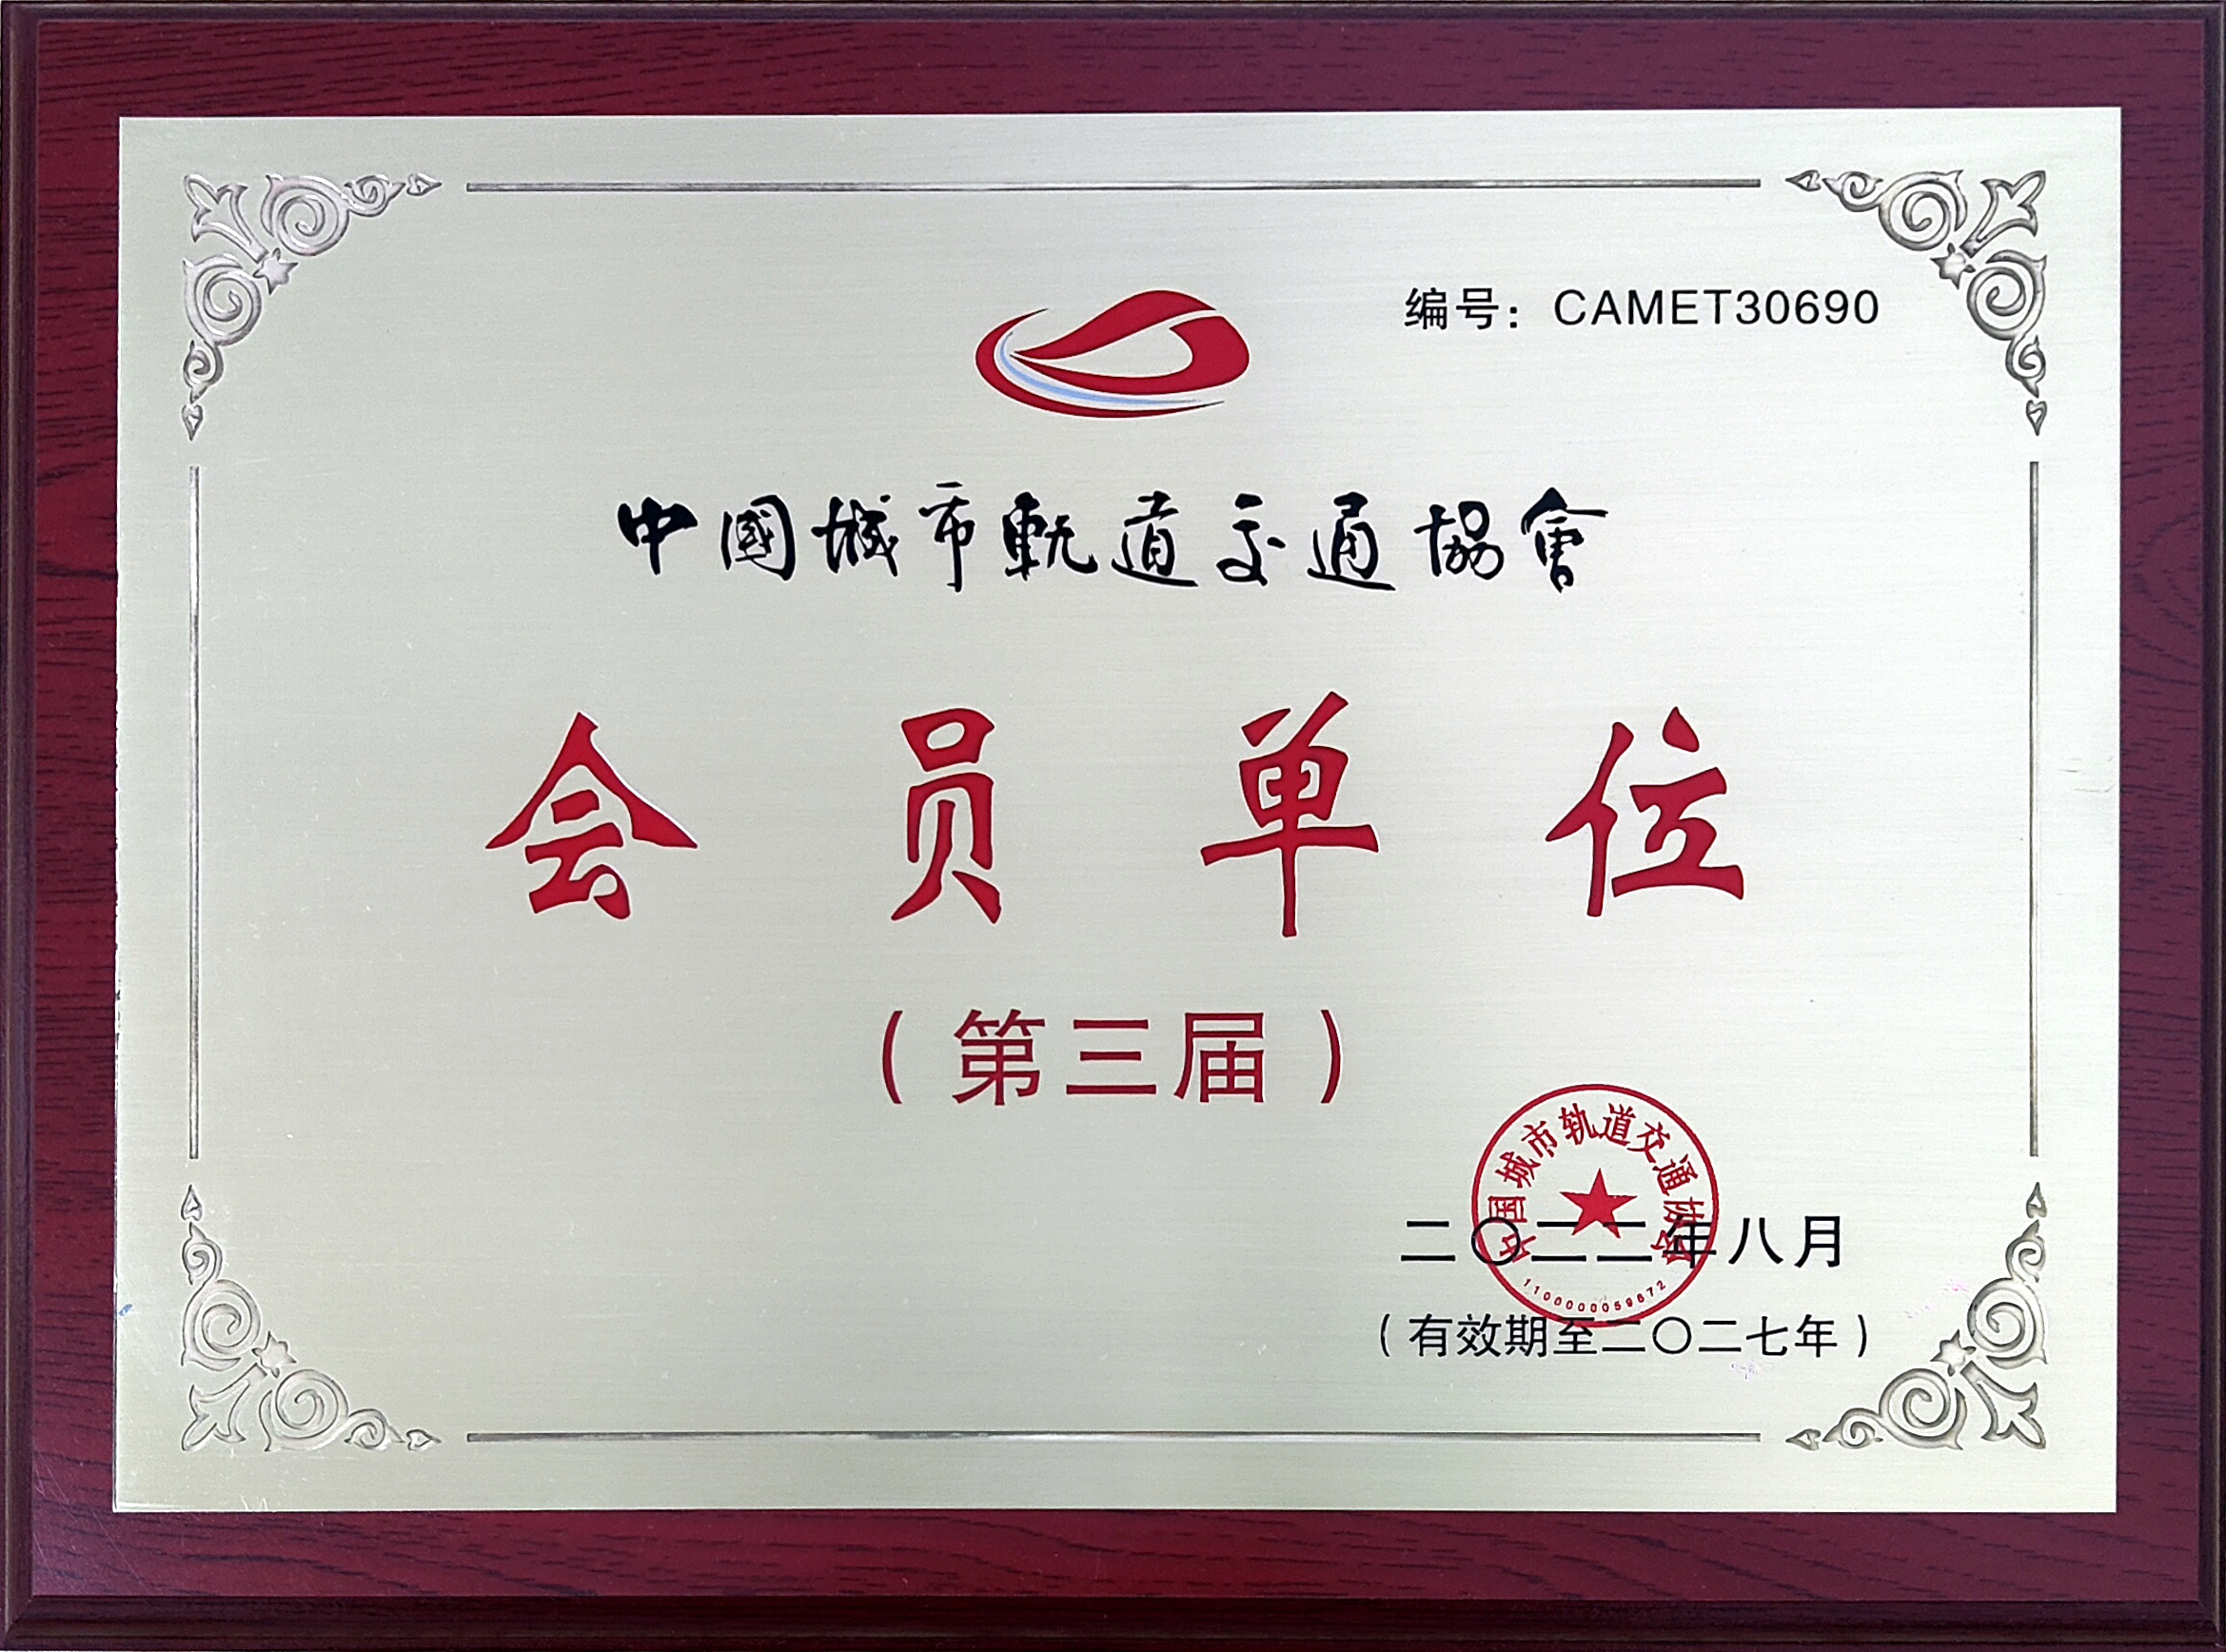 编号：CAMET30690
中國城市軌道交通協會
会员单位
（第三届）
中国城市轨道交通协会
二〇二二年八月
1100000059672
（有效期至二〇二七年）